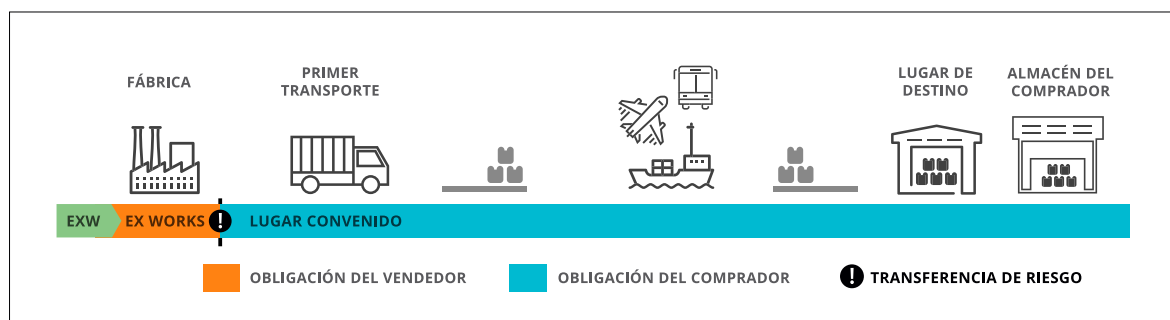 FÁBRICA
PRIMER
TRANSPORTE
LUGAR DE
DESTINO
ALMACÉN DEL
COMPRADOR
EXW
EX WORKS
!
LUGAR CONVENIDO
OBLIGACIÓN DEL VENDEDOR
OBLIGACIÓN DEL COMPRADOR
! TRANSFERENCIA DE RIESGO